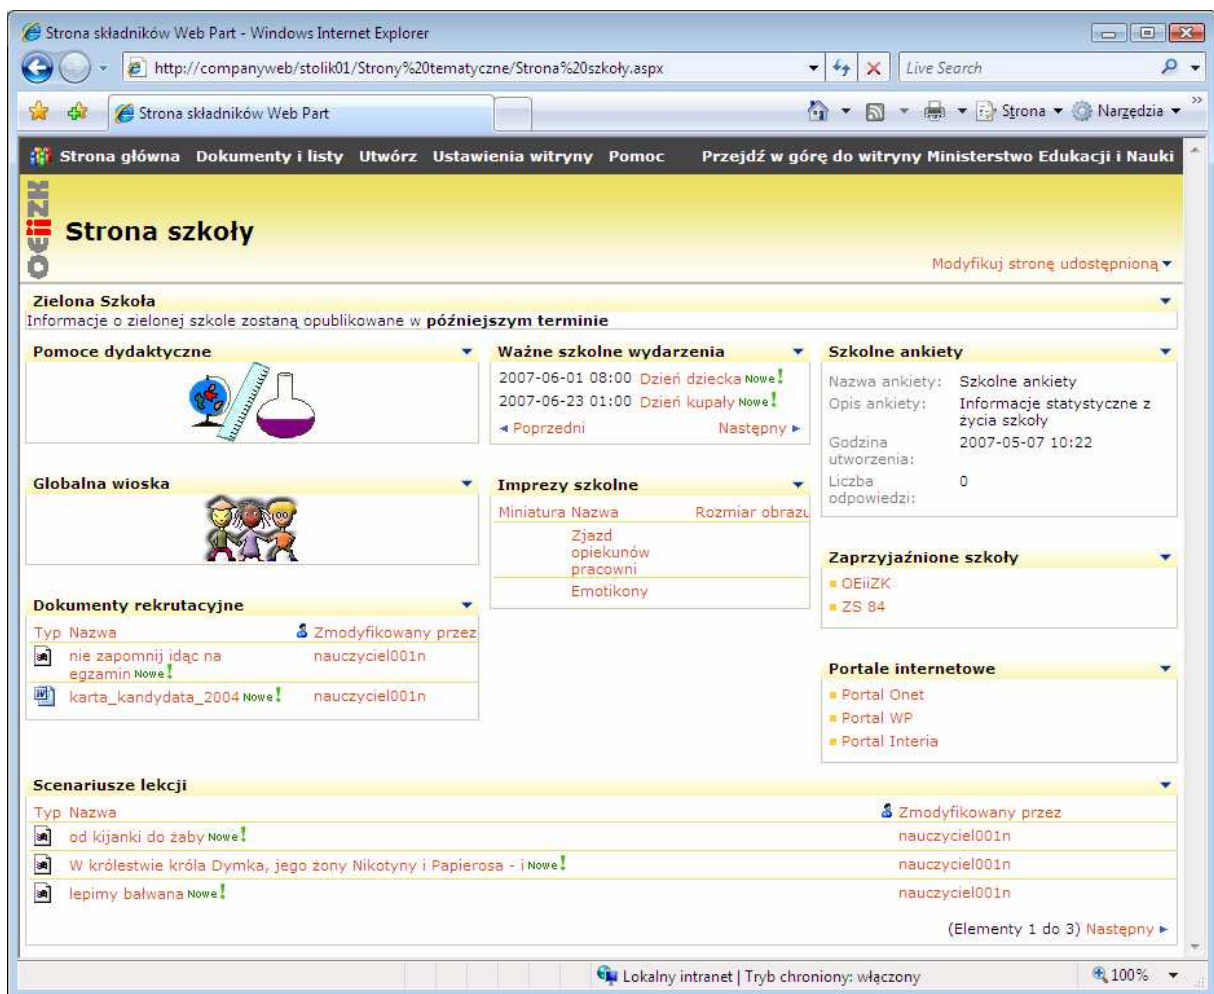 Strona składników Web Part - Windows Internet Explorer
http://companyweb/stolik01/Strony%20tematyczne/Strona%20szkoły.aspx
Live Search
Strona składników Web Part
Strona
Narzędzia
Strona główna Dokumenty i listy Utwórz Ustawienia witryny Pomoc Przejdź w górę do witryny Ministerstwo Edukacji i Nauki
OEiiZK
Strona szkoły
Modyfikuj stronę udostępnioną
Zielona Szkoła
Informacje o zielonej szkole zostaną opublikowane w późniejszym terminie
Pomoce dydaktyczne
Globalna wioska
Dokumenty rekrutacyjne
Typ Nazwa Zmodyfikowany przez
nie zapomnij idąc na nauczyciel001n
egzamin Nowe!
karta_kandydata_2004 Nowe! nauczyciel001n
Ważne szkolne wydarzenia
2007-06-01 08:00 Dzień dziecka Nowe!
2007-06-23 01:00 Dzień kupały Nowe!
Poprzedni Następny
Imprezy szkolne
Miniatura Nazwa Rozmiar obrazu
Zjazd
opiekunów
pracowni
Emotikony
Szkolne ankiety
Nazwa ankiety: Szkolne ankiety
Opis ankiety: Informacje statystyczne z
życia szkoły
Godzina 2007-05-07 10:22
utworzenia:
Liczba 0
odpowiedzi:
Zaprzyjaźnione szkoły
OEiiZK
ZS 84
Portale internetowe
Portal Onet
Portal WP
Portal Interia
Scenariusze lekcji
Typ Nazwa Zmodyfikowany przez
od kijanki do żaby Nowe! nauczyciel001n
W królestwie króla Dymka, jego żony Nikotyny i Papierosa - i Nowe! nauczyciel001n
lepimy bałwana Nowe! nauczyciel001n
(Elementy 1 do 3) Następny
Lokalny intranet | Tryb chroniony: włączony
100%